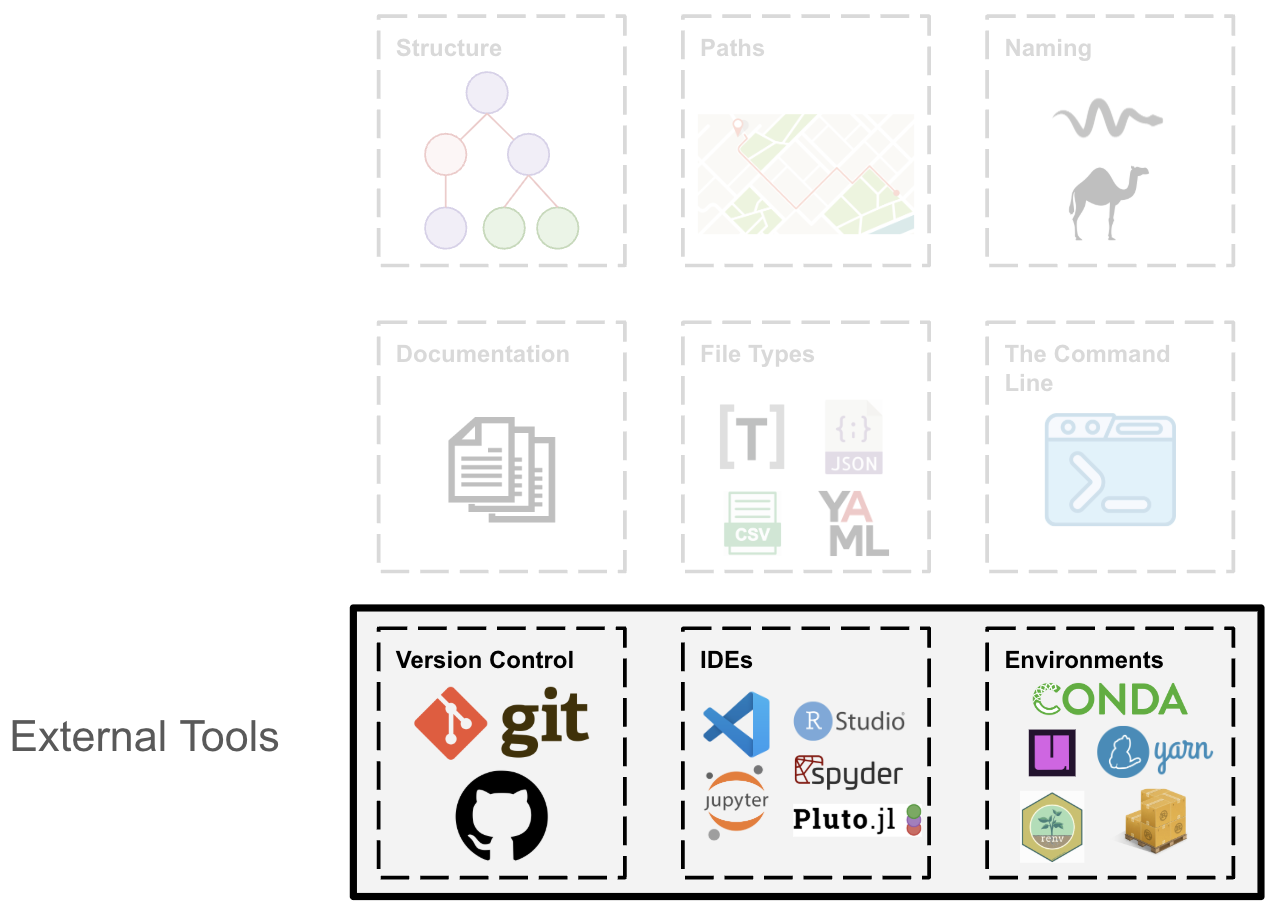 Structure
Paths
Naming
Documentation
File Types
The Command
Line
[T]
{:}
JSON
CSV
YA
ML
External Tools
Version Control
git
IDEs
R Studio®
jupyter
spyder
Pluto.jl
Environments
CONDA
yarn
renv